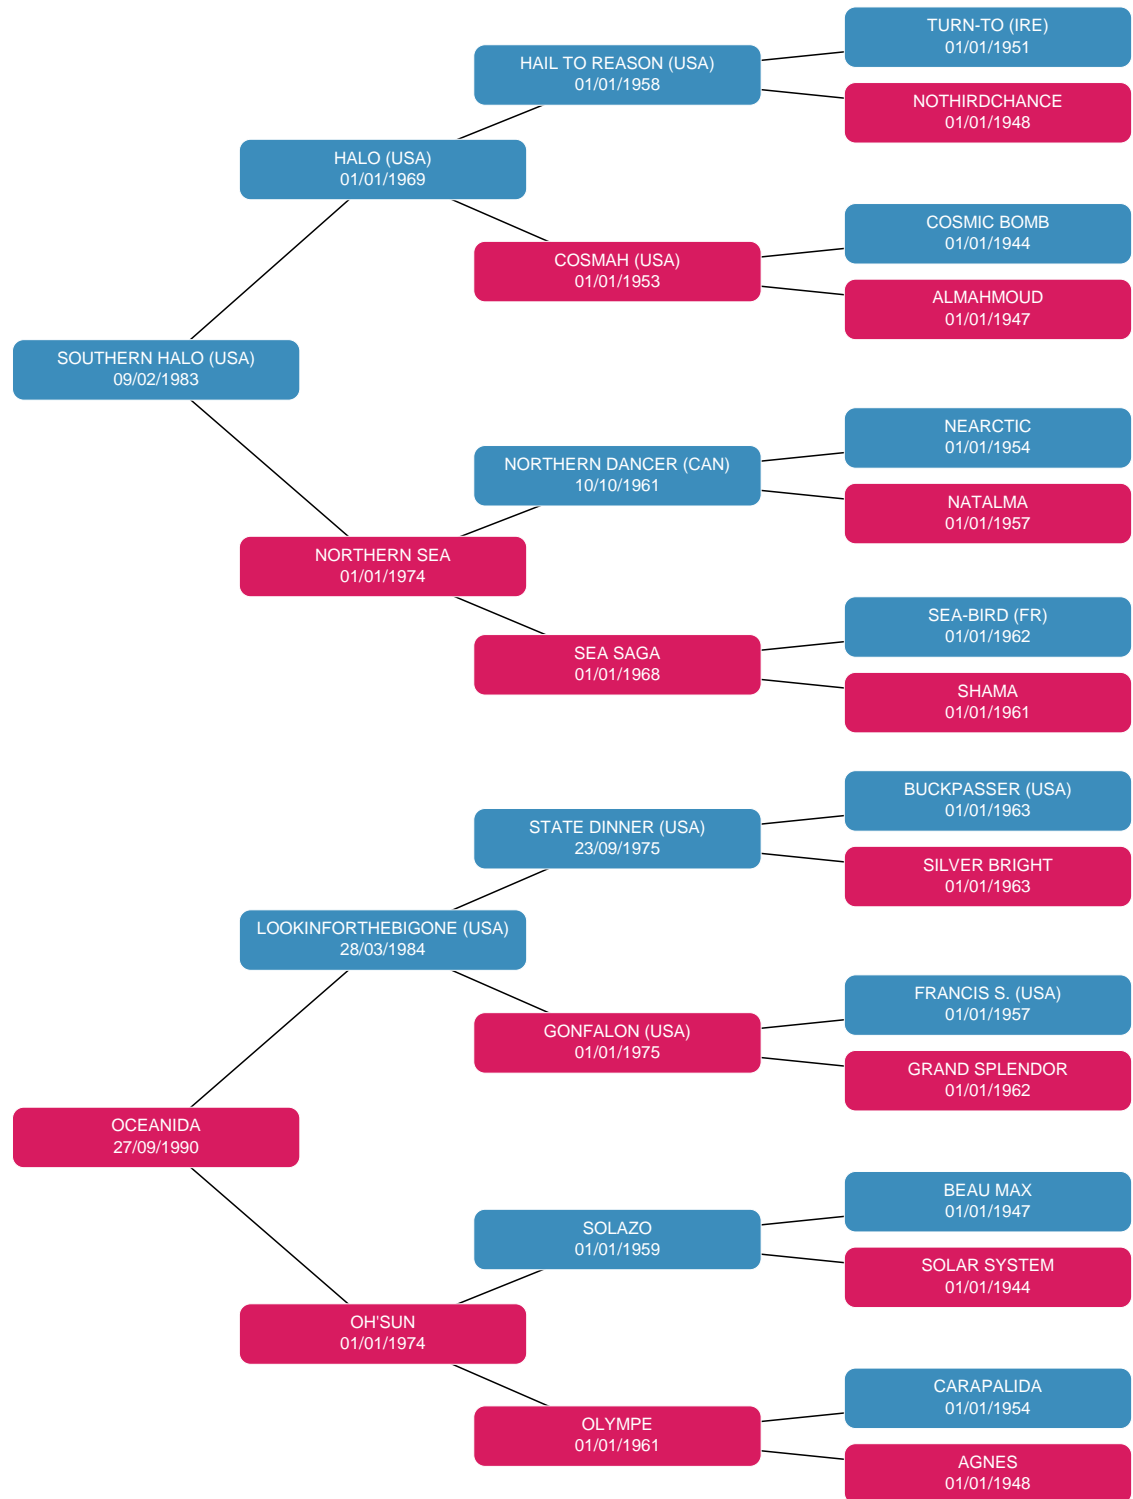 TURN-TO (IRE)
01/01/1951
HAIL TO REASON (USA)
01/01/1958
NOTHIRDCHANCE
01/01/1948
HALO (USA)
01/01/1969
COSMIC BOMB
01/01/1944
COSMAH (USA)
01/01/1953
ALMAHMOUD
01/01/1947
SOUTHERN HALO (USA)
09/02/1983
NEARCTIC
01/01/1954
NORTHERN DANCER (CAN)
10/10/1961
NATALMA
01/01/1957
NORTHERN SEA
01/01/1974
SEA-BIRD (FR)
01/01/1962
SEA SAGA
01/01/1968
SHAMA
01/01/1961
BUCKPASSER (USA)
01/01/1963
STATE DINNER (USA)
23/09/1975
SILVER BRIGHT
01/01/1963
LOOKINFORTHEBIGONE (USA)
28/03/1984
FRANCIS S. (USA)
01/01/1957
GONFALON (USA)
01/01/1975
GRAND SPLENDOR
01/01/1962
OCEANIDA
27/09/1990
BEAU MAX
01/01/1947
SOLAZO
01/01/1959
SOLAR SYSTEM
01/01/1944
OH'SUN
01/01/1974
CARAPALIDA
01/01/1954
OLYMPE
01/01/1961
AGNES
01/01/1948